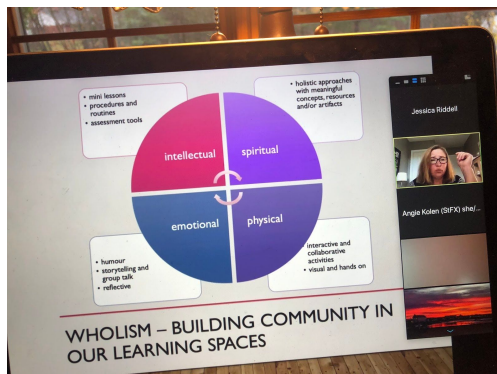 • mini lessons
• procedures and
routines
• assessment tools
• holistic approaches
with meaningful
concepts, resources
and/or artifacts
intellectual
spiritual
emotional
physical
• humour
• storytelling and
group talk
• reflective
• interactive and
collaborative
activities
• visual and hands on
WHOLISM – BUILDING COMMUNITY IN
OUR LEARNING SPACES
Jessica Riddell
Angie Kolen (StFX) she/...